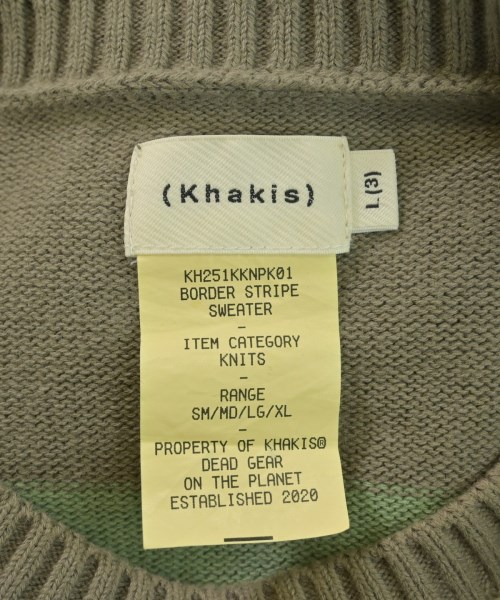 (Khakis)
L(3)
KH251KKNPK01
BORDER STRIPE
SWEATER
—
ITEM CATEGORY
KNITS
—
RANGE
SM/MD/LG/XL
—
PROPERTY OF KHAKIS®
DEAD GEAR
ON THE PLANET
ESTABLISHED 2020